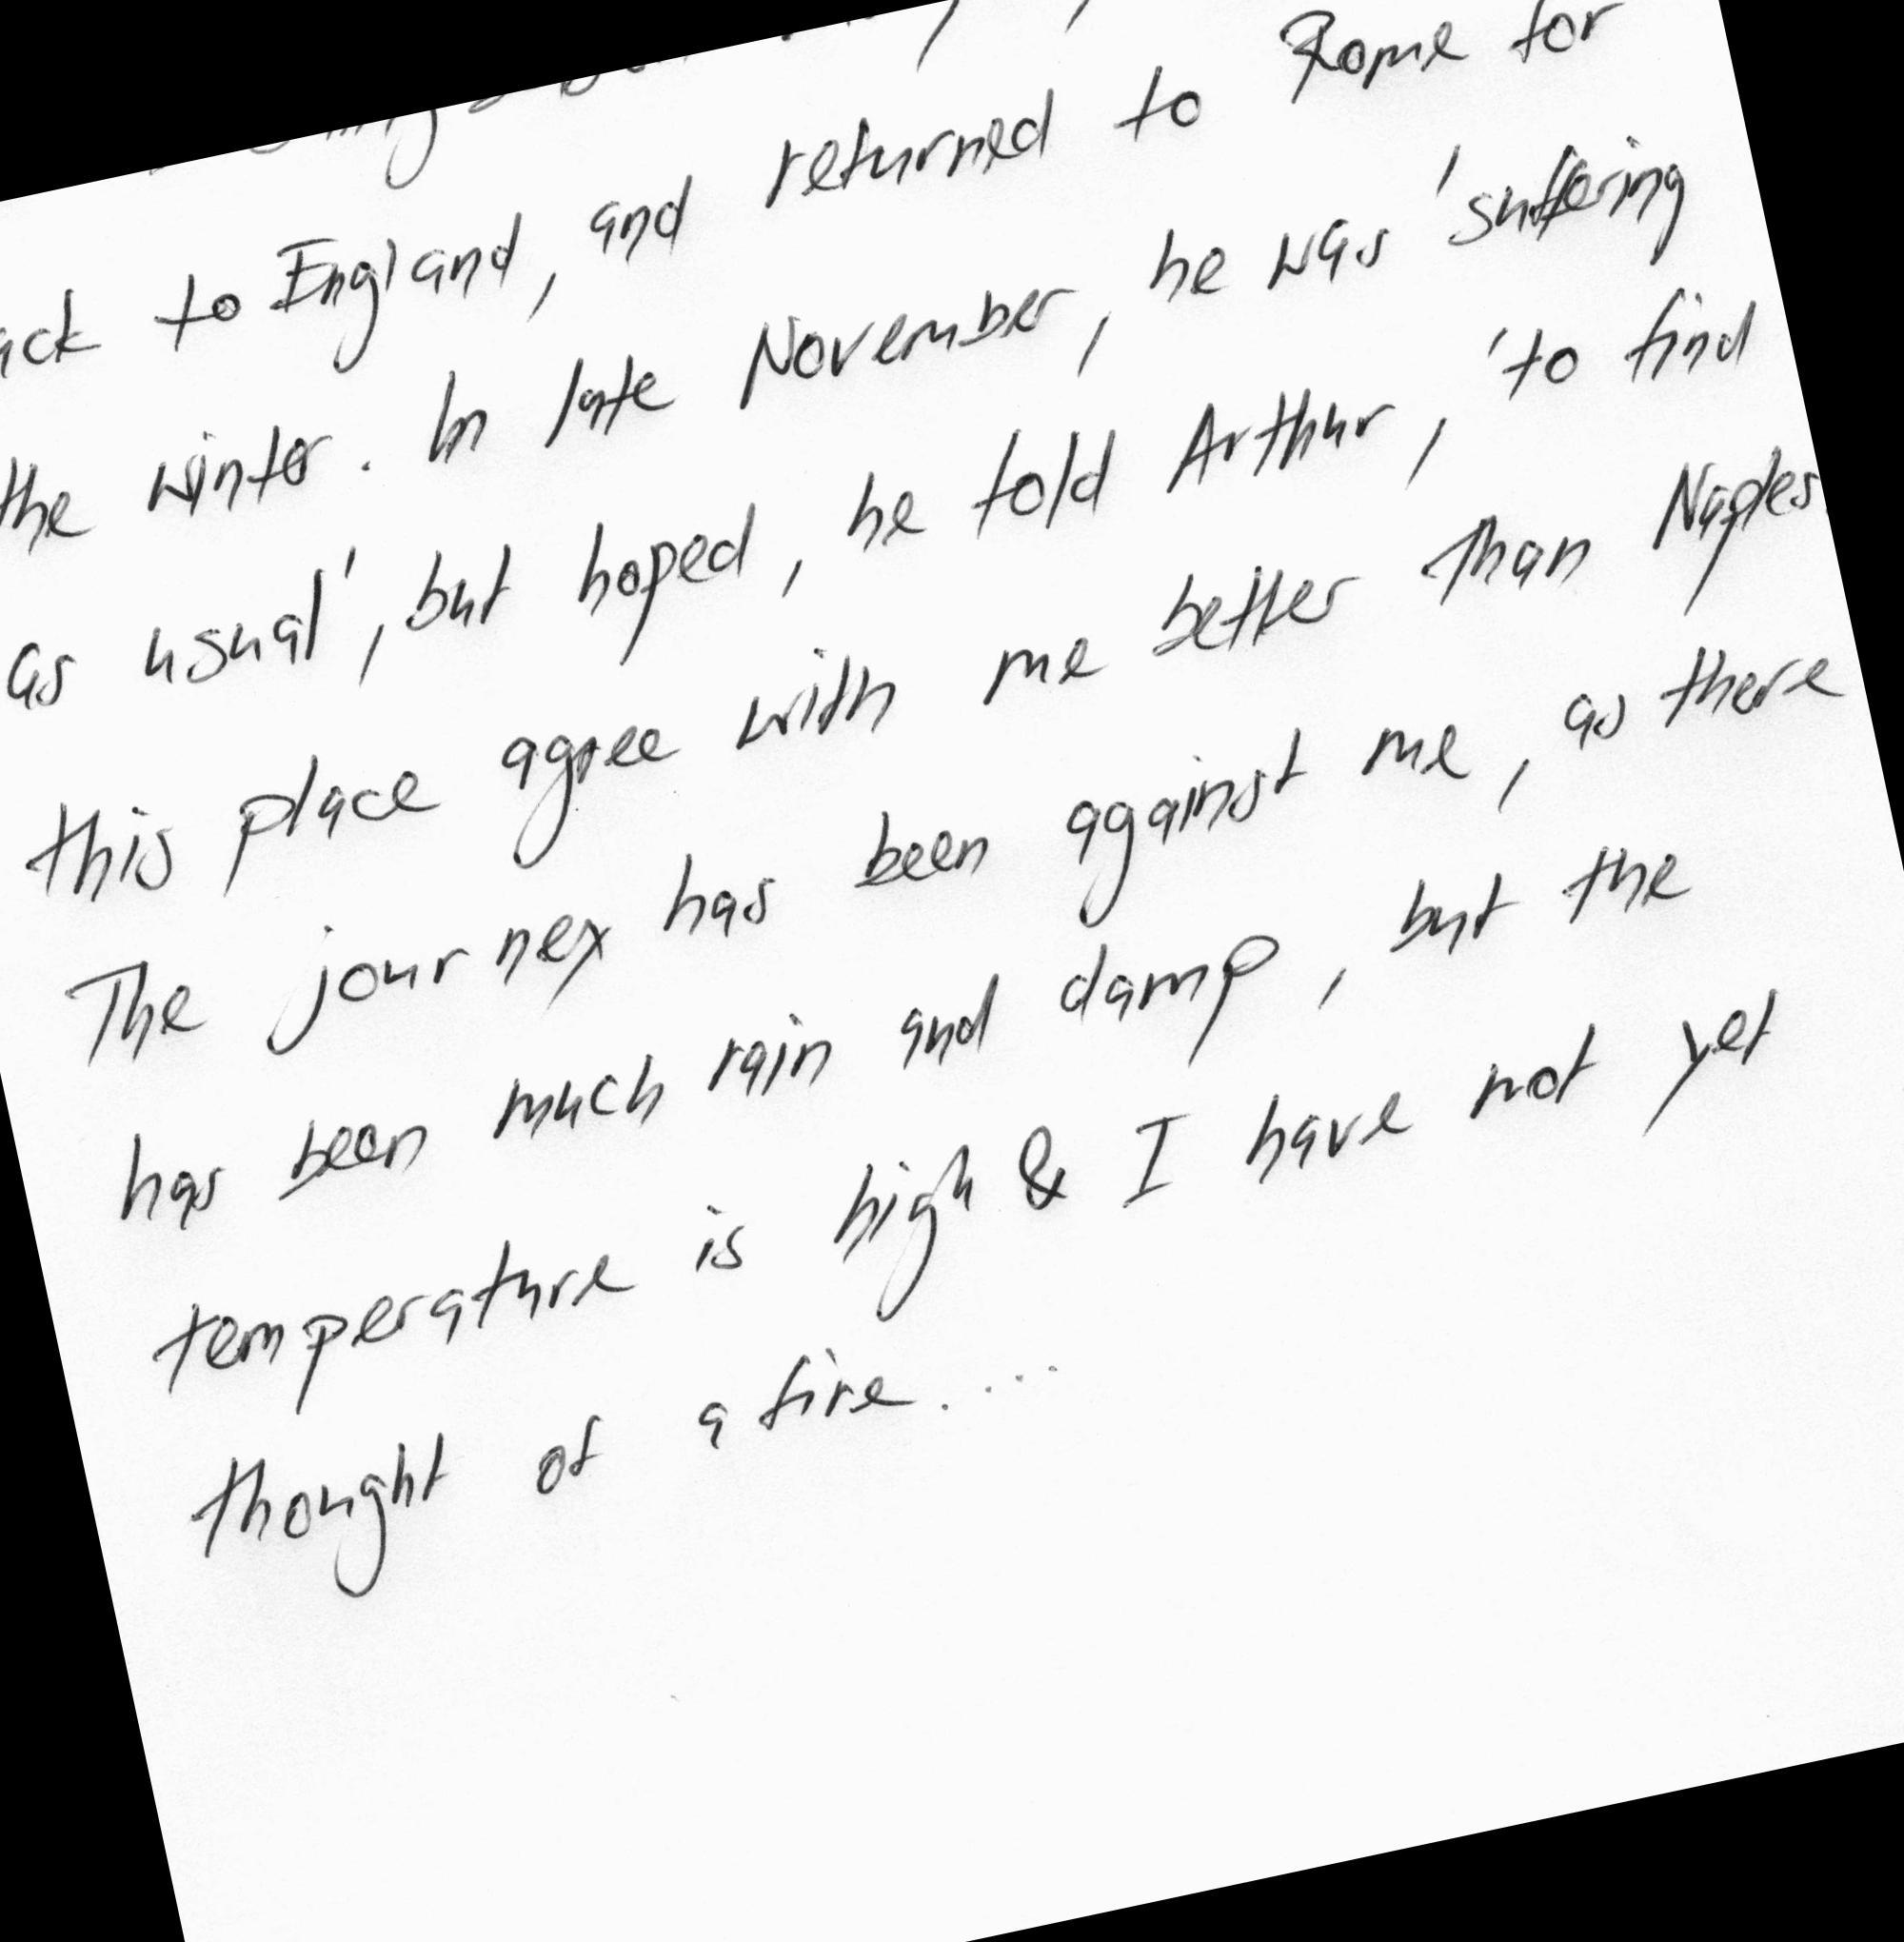 to England, and returned to Rome for
the winter. In late November, he was 'suffering
as usual', but hoped, he told Arthur, 'to find
this place agree with me better than Naples.
The journey has been against me, as there
has been much rain and damp, but the
temperature is high & I have not yet
thought of a fire....